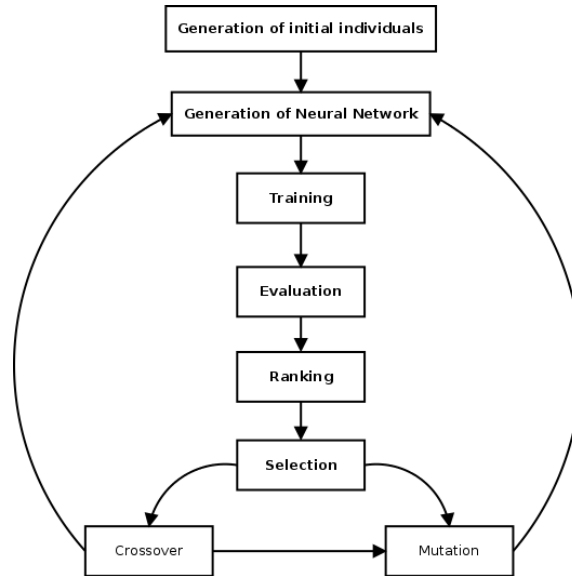 Generation of initial individuals
Generation of Neural Network
Training
Evaluation
Ranking
Selection
Crossover
Mutation